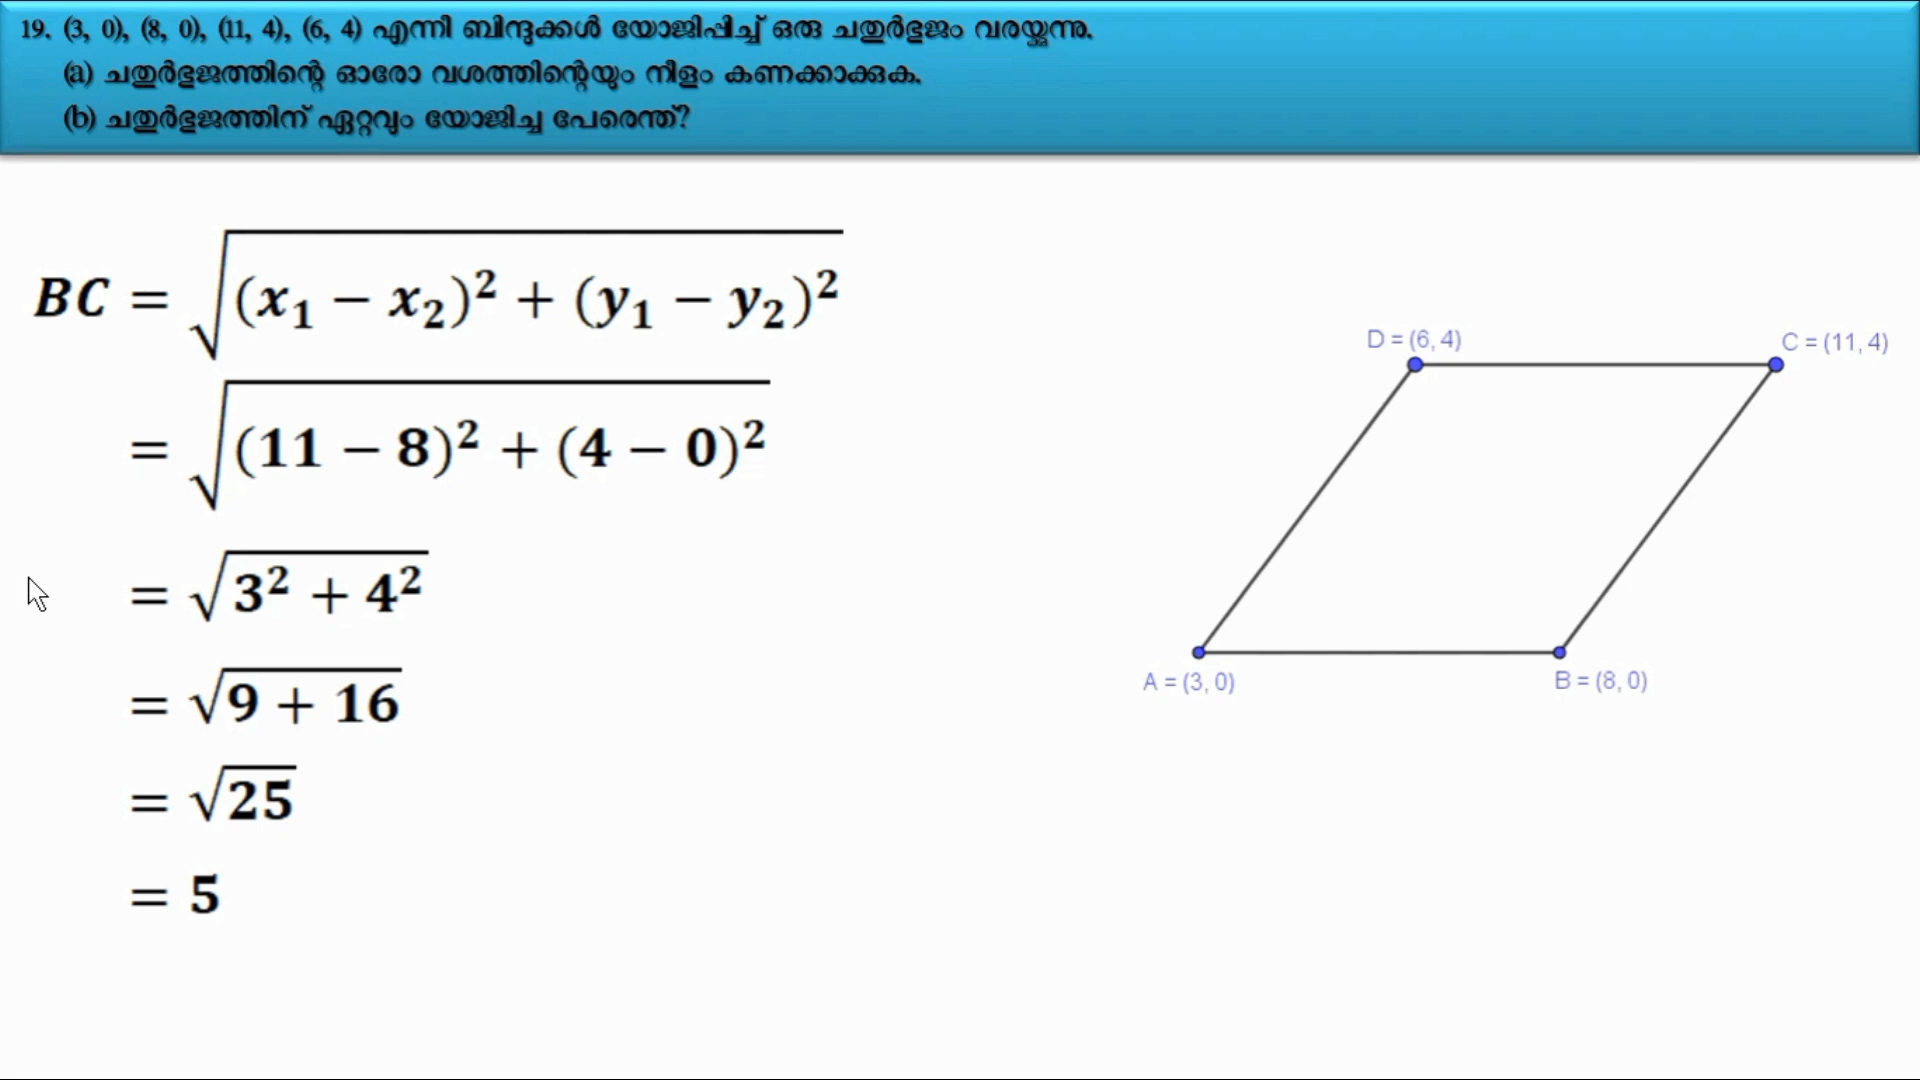 19. (3, 0), (8, 0), (11, 4), (6, 4) എന്നീ ബിന്ദുക്കൾ യോജിപ്പിച്ച് ഒരു ചതുർഭുജം വരയ്ക്കുന്നു.
(a) ചതുർഭുജത്തിന്റെ ഓരോ വശത്തിന്റെയും നീളം കണക്കാക്കുക.
(b) ചതുർഭുജത്തിന് ഏറ്റവും യോജിച്ച പേരെന്ത്?
BC = √((x₁ − x₂)² + (y₁ − y₂)²)
= √((11 − 8)² + (4 − 0)²)
= √(3² + 4²)
= √(9 + 16)
= √25
= 5
D = (6, 4)
C = (11, 4)
A = (3, 0)
B = (8, 0)